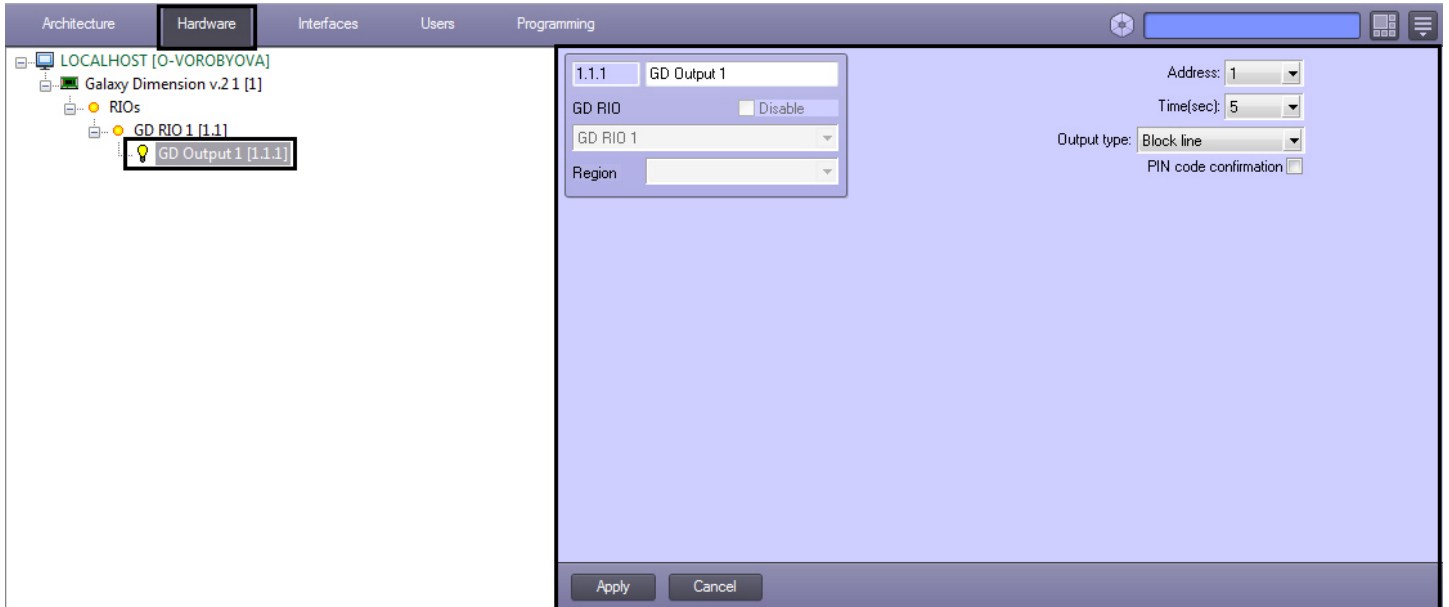 Architecture Hardware Interfaces Users Programming
LOCALHOST [O-VOROBYOVA]
Galaxy Dimension v.2 1 [1]
RIOs
GD RIO 1 [1.1]
GD Output 1 [1.1.1]
1.1.1 GD Output 1
GD RIO Disable
GD RIO 1
Region
Address: 1
Time(sec): 5
Output type: Block line
PIN code confirmation
Apply Cancel